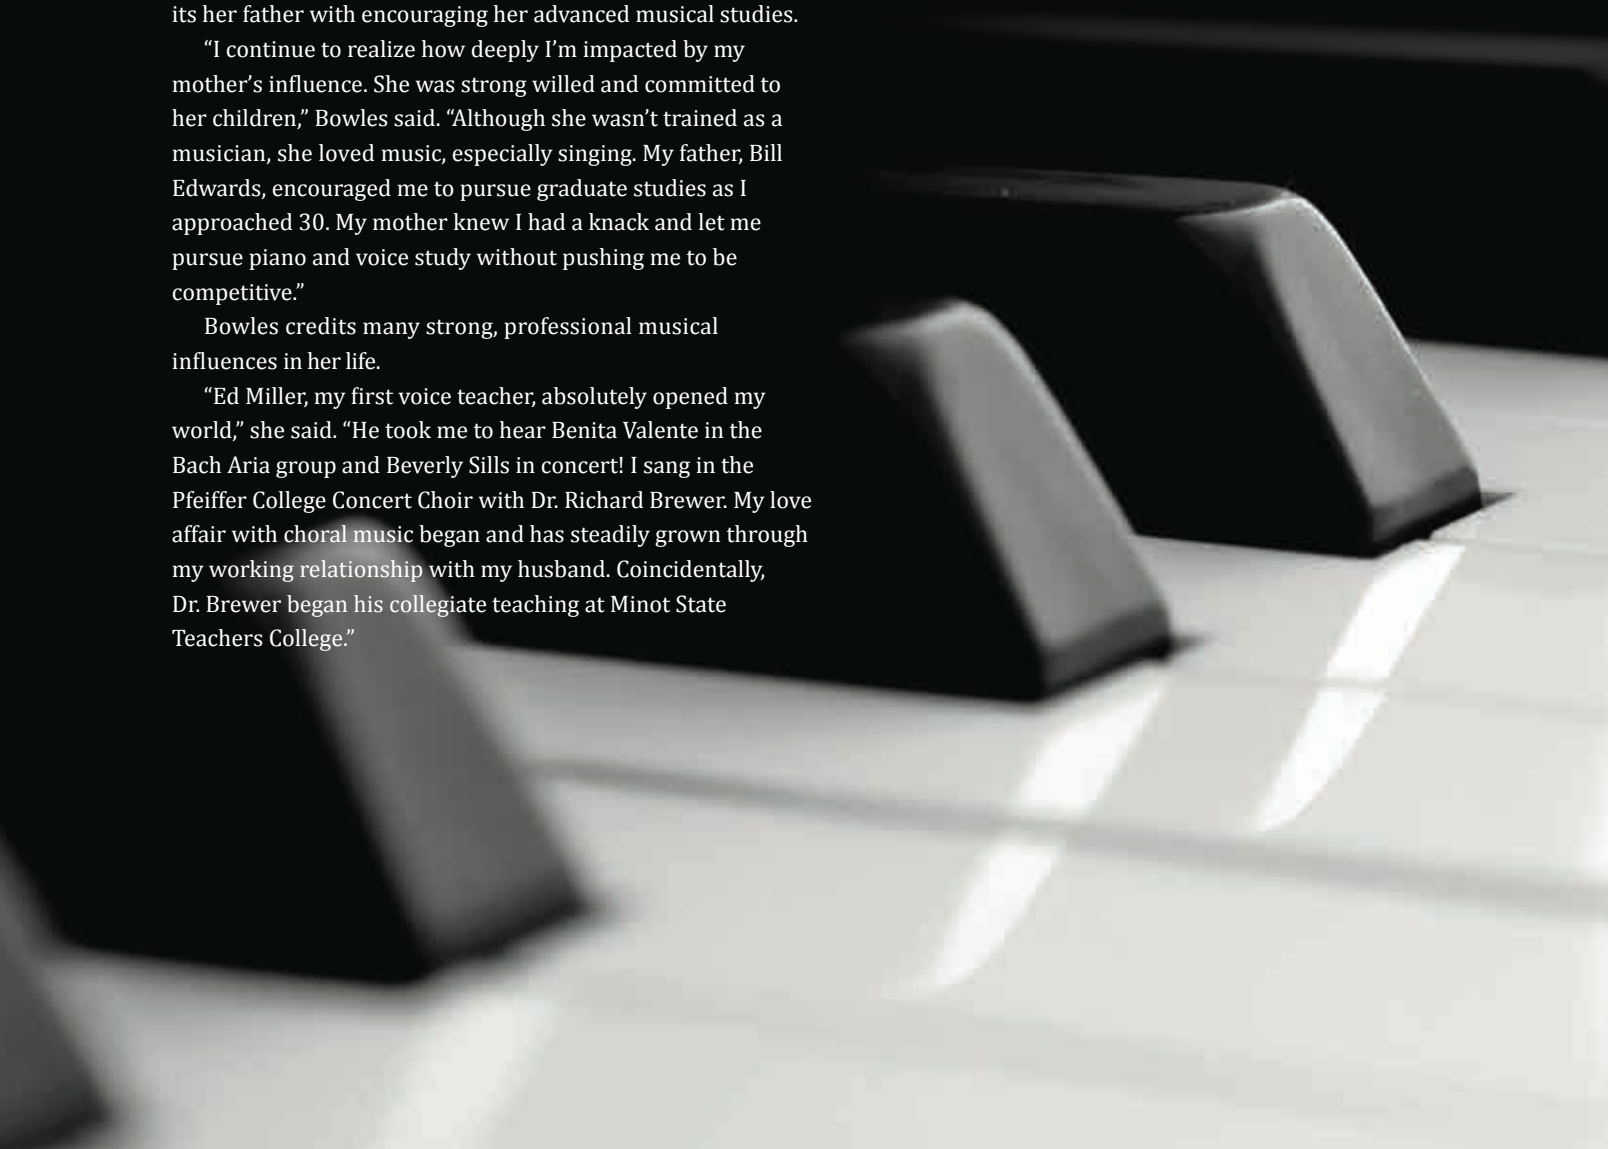 its her father with encouraging her advanced musical studies.
“I continue to realize how deeply I’m impacted by my
mother’s influence. She was strong willed and committed to
her children,” Bowles said. “Although she wasn’t trained as a
musician, she loved music, especially singing. My father, Bill
Edwards, encouraged me to pursue graduate studies as I
approached 30. My mother knew I had a knack and let me
pursue piano and voice study without pushing me to be
competitive.”
Bowles credits many strong, professional musical
influences in her life.
“Ed Miller, my first voice teacher, absolutely opened my
world,” she said. “He took me to hear Benita Valente in the
Bach Aria group and Beverly Sills in concert! I sang in the
Pfeiffer College Concert Choir with Dr. Richard Brewer. My love
affair with choral music began and has steadily grown through
my working relationship with my husband. Coincidentally,
Dr. Brewer began his collegiate teaching at Minot State
Teachers College.”